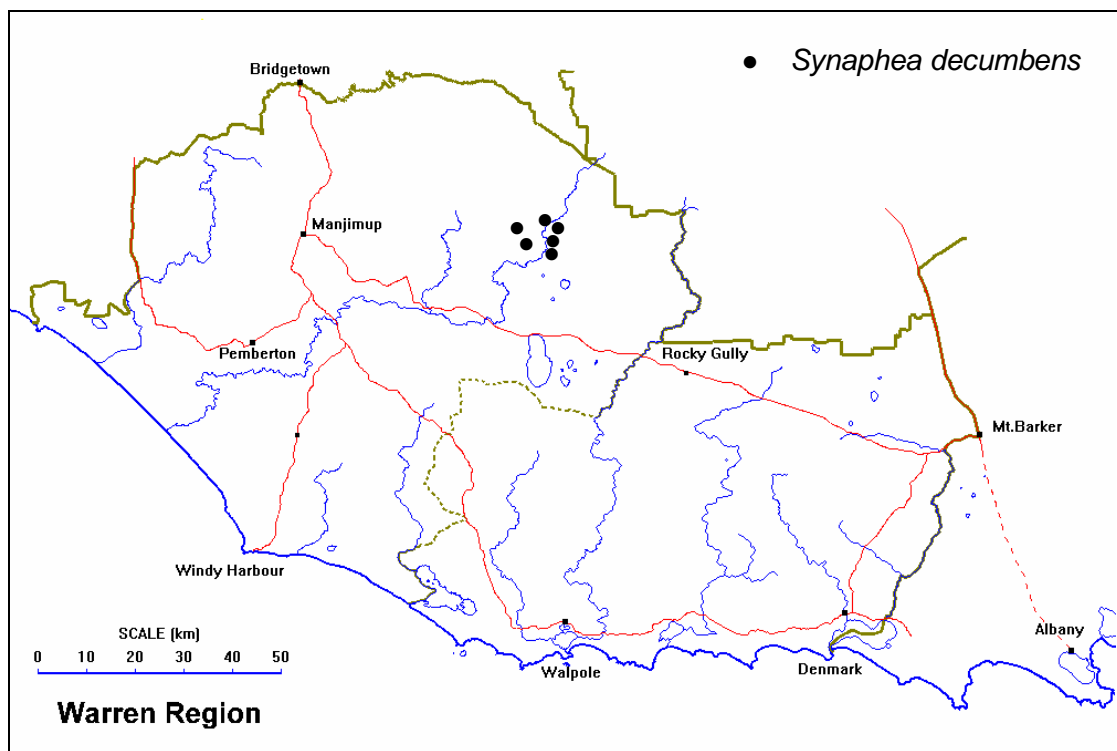 Synaphea decumbens
Bridgetown
Manjimup
Pemberton
Rocky Gully
Mt.Barker
Windy Harbour
SCALE (km)
0 10 20 30 40 50
Walpole
Denmark
Albany
Warren Region